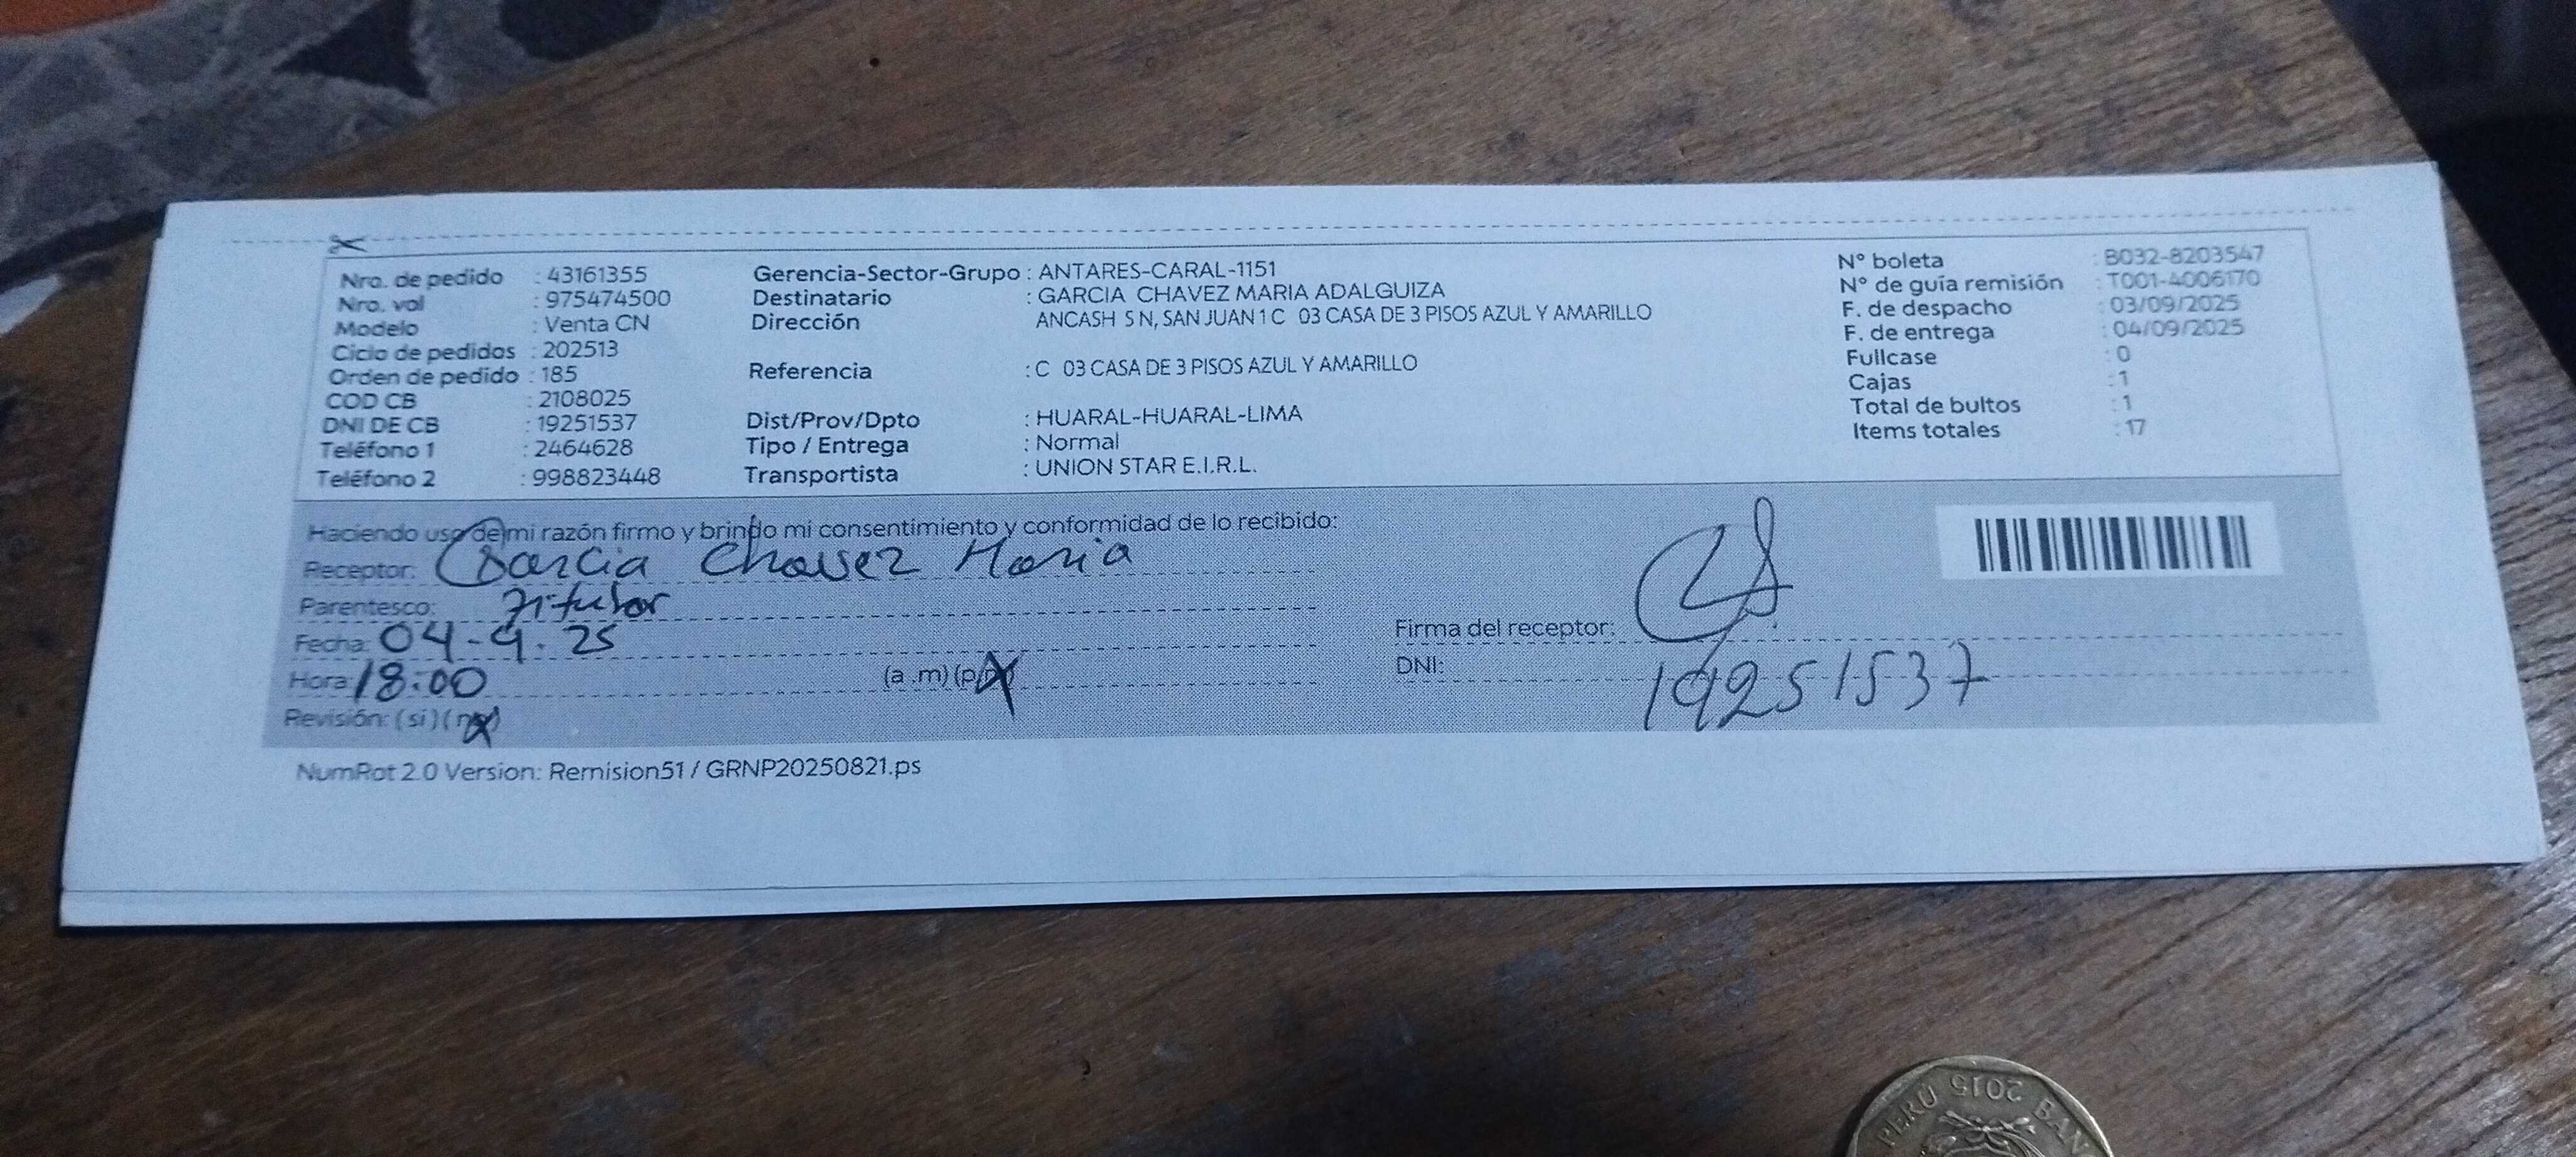 Nro. de pedido : 43161355
Nro. val : 975474500
Modelo : Venta CN
Ciclo de pedidos : 202513
Orden de pedido : 185
COD CB : 2108025
DNI DE CB : 19251537
Teléfono 1 : 2464628
Teléfono 2 : 998823448
Gerencia-Sector-Grupo : ANTARES-CARAL-1151
Destinatario : GARCIA CHAVEZ MARIA ADALGUIZA
Dirección ANCASH S N, SAN JUAN 1 C 03 CASA DE 3 PISOS AZUL Y AMARILLO
Referencia : C 03 CASA DE 3 PISOS AZUL Y AMARILLO
Dist/Prov/Dpto : HUARAL-HUARAL-LIMA
Tipo / Entrega : Normal
Transportista : UNION STAR E.I.R.L.
N° boleta : B032-8203547
N° de guía remisión : T001-4006170
F. de despacho : 03/09/2025
F. de entrega : 04/09/2025
Fullcase : 0
Cajas : 1
Total de bultos : 1
Items totales : 17
Haciendo uso de mi razón firmo y brindo mi consentimiento y conformidad de lo recibido:
Receptor: Garcia Chavez Maria
Parentesco: Titular
Fecha: 04-9-25
Hora: 18:00 (a .m) (p.m)
Revisión: (si) (no)
Firma del receptor:
DNI: 19251537
NumRot 2.0 Version: Remision51 / GRNP20250821.ps
PERU 2015 BAN